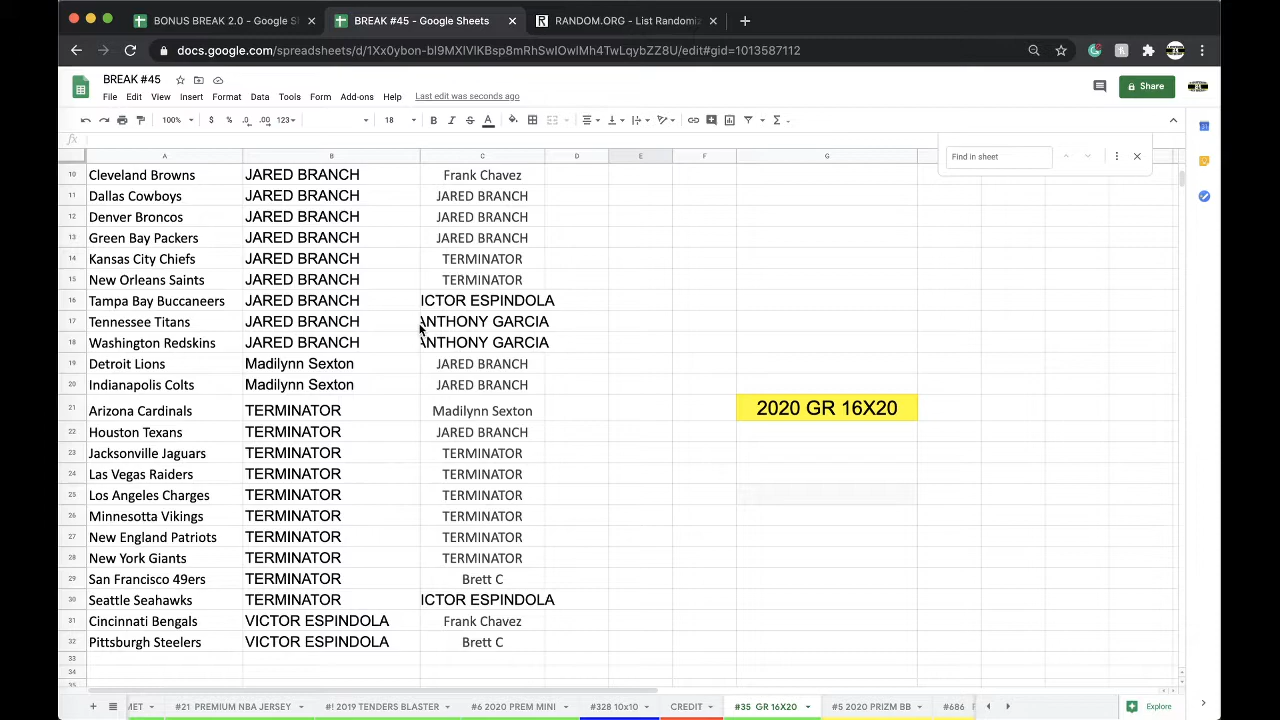 BONUS BREAK 2.0 - Google S
BREAK #45 - Google Sheets
RANDOM.ORG - List Randomi
docs.google.com/spreadsheets/d/1Xx0ybon-bI9MXIVIKBsp8mRhSwIOwIMh4TwLqybZZ8U/edit#gid=1013587112
BREAK #45
File Edit View Insert Format Data Tools Form Add-ons Help Last edit was seconds ago
Share
100% $ % .0 .00 123 18 B I S A
fx
Find in sheet
A B C D E F G
10 Cleveland Browns JARED BRANCH Frank Chavez
11 Dallas Cowboys JARED BRANCH JARED BRANCH
12 Denver Broncos JARED BRANCH JARED BRANCH
13 Green Bay Packers JARED BRANCH JARED BRANCH
14 Kansas City Chiefs JARED BRANCH TERMINATOR
15 New Orleans Saints JARED BRANCH TERMINATOR
16 Tampa Bay Buccaneers JARED BRANCH ICTOR ESPINDOLA
17 Tennessee Titans JARED BRANCH ANTHONY GARCIA
18 Washington Redskins JARED BRANCH ANTHONY GARCIA
19 Detroit Lions Madilynn Sexton JARED BRANCH
20 Indianapolis Colts Madilynn Sexton JARED BRANCH
21 Arizona Cardinals TERMINATOR Madilynn Sexton 2020 GR 16X20
22 Houston Texans TERMINATOR JARED BRANCH
23 Jacksonville Jaguars TERMINATOR TERMINATOR
24 Las Vegas Raiders TERMINATOR TERMINATOR
25 Los Angeles Charges TERMINATOR TERMINATOR
26 Minnesotta Vikings TERMINATOR TERMINATOR
27 New England Patriots TERMINATOR TERMINATOR
28 New York Giants TERMINATOR TERMINATOR
29 San Francisco 49ers TERMINATOR Brett C
30 Seattle Seahawks TERMINATOR ICTOR ESPINDOLA
31 Cincinnati Bengals VICTOR ESPINDOLA Frank Chavez
32 Pittsburgh Steelers VICTOR ESPINDOLA Brett C
33
34
35
MET #21 PREMIUM NBA JERSEY #! 2019 TENDERS BLASTER #6 2020 PREM MINI #328 10x10 CREDIT #35 GR 16X20 #5 2020 PRIZM BB #686 Explore